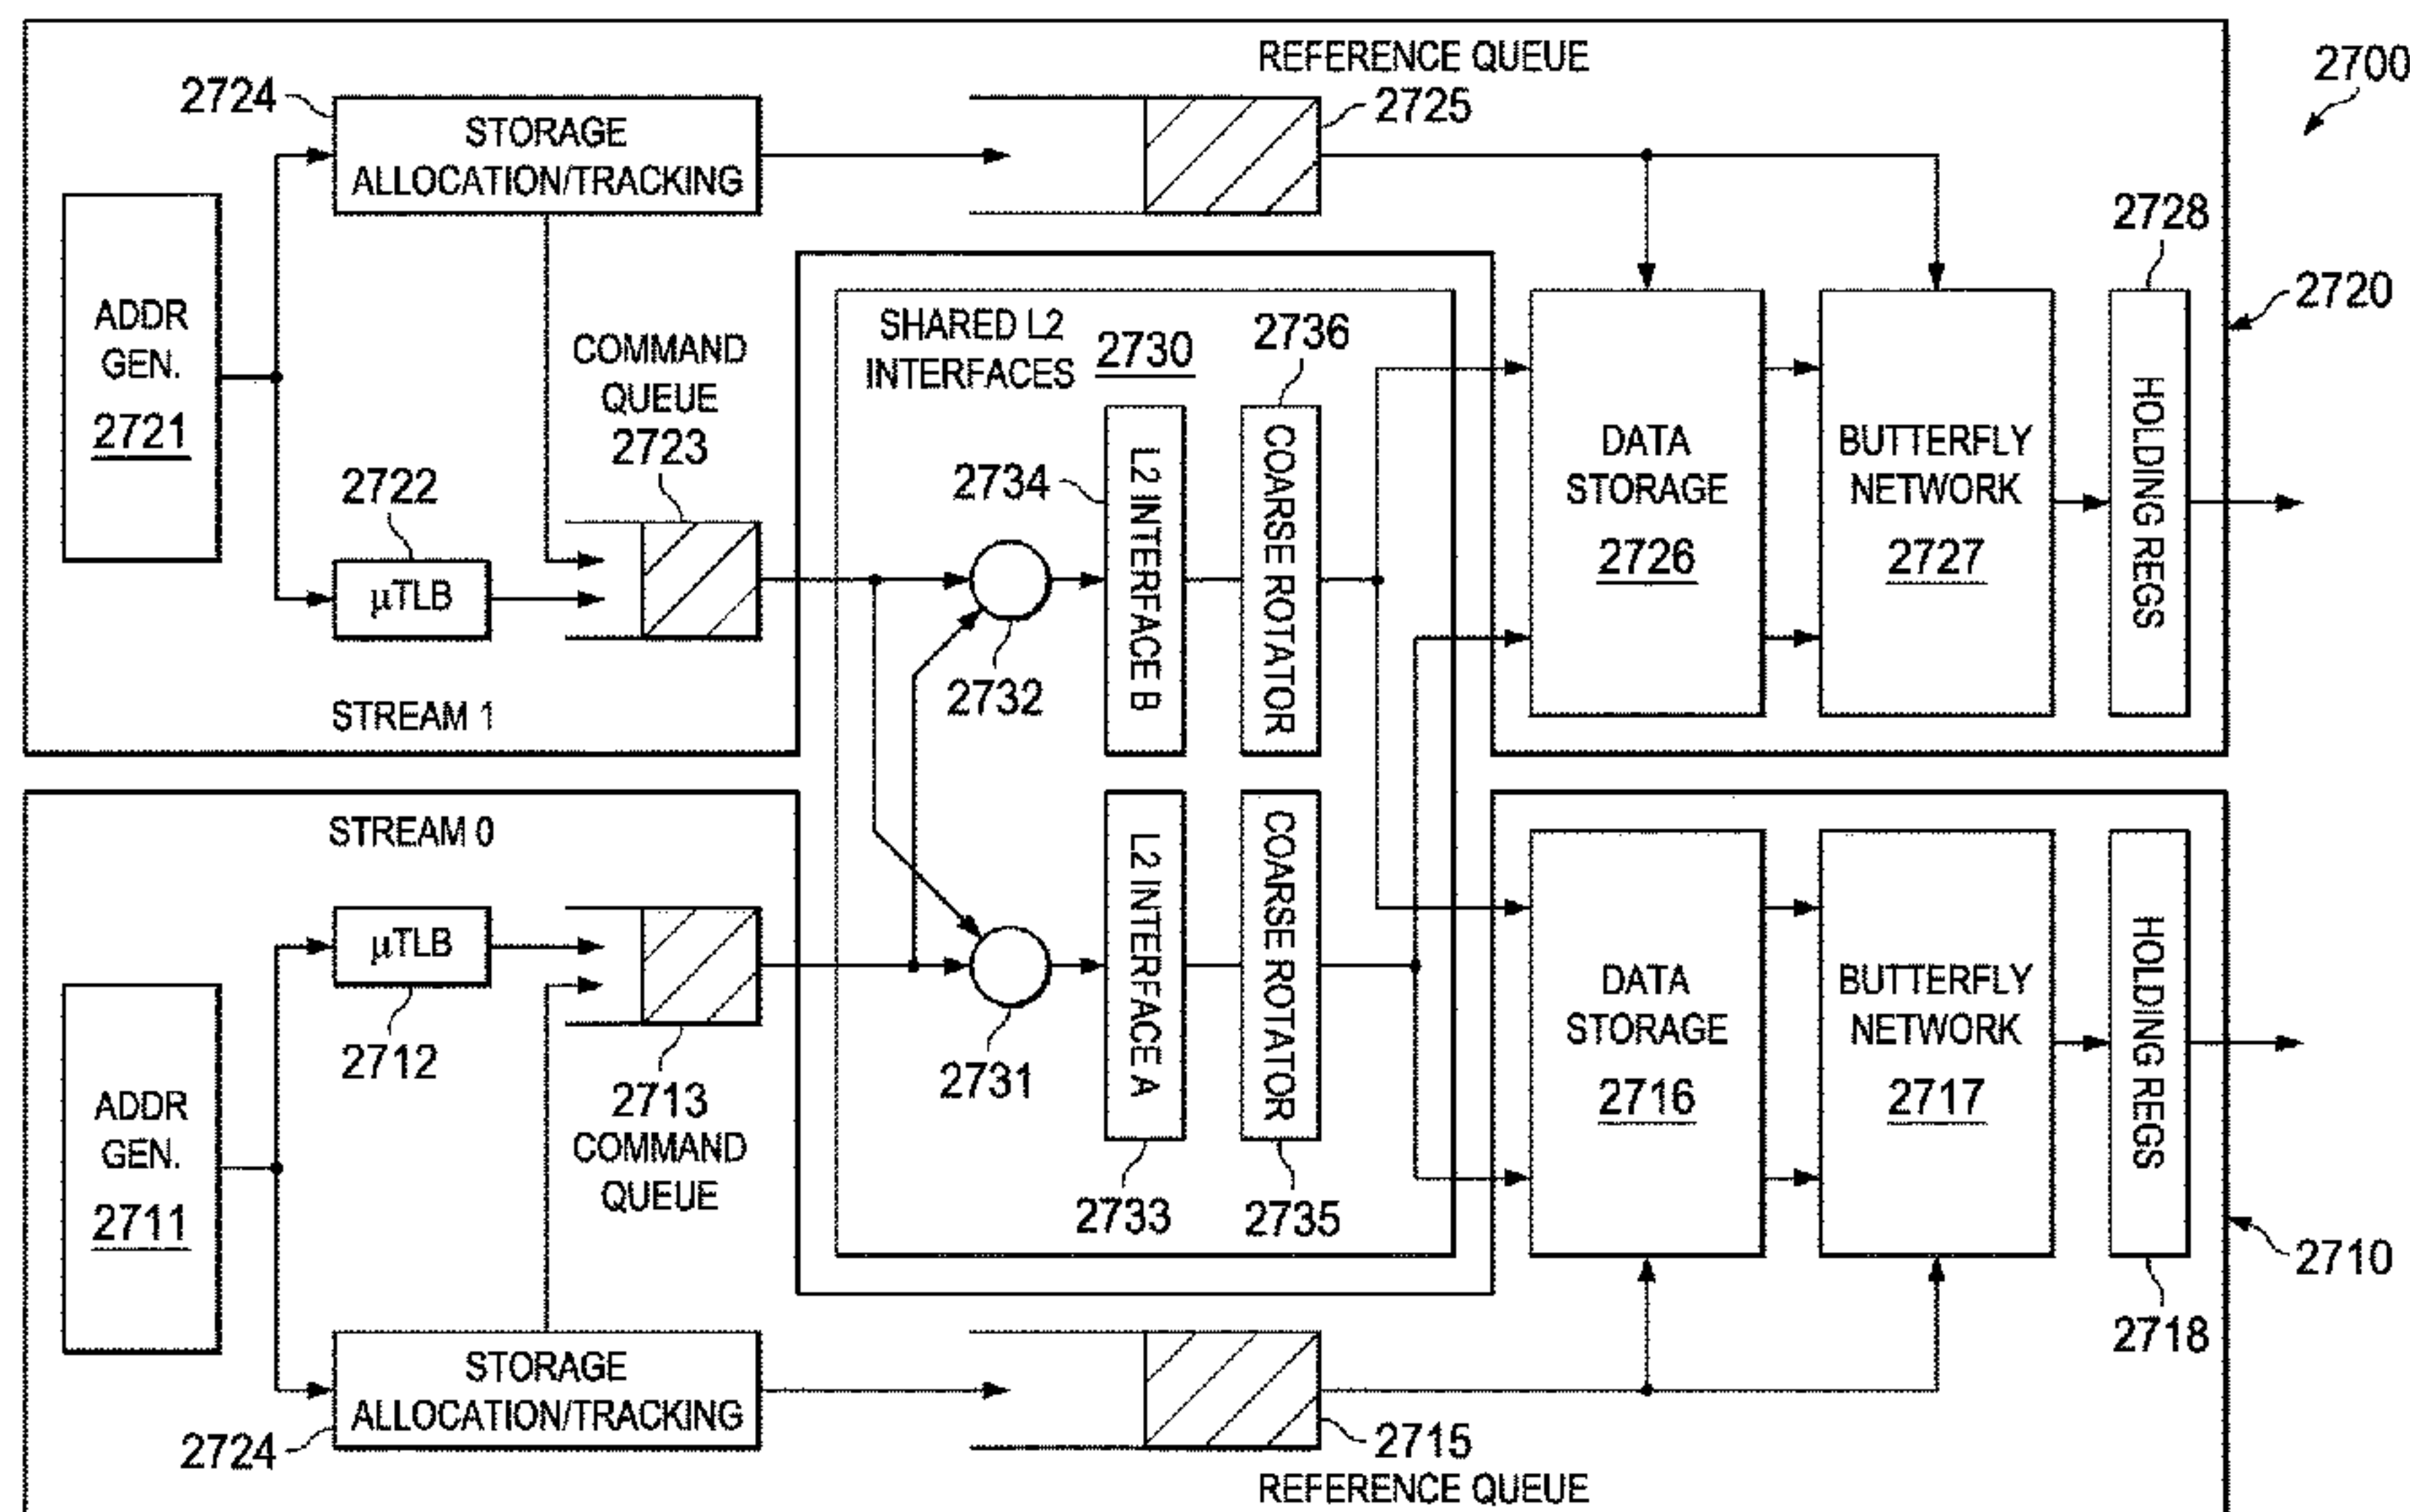 REFERENCE QUEUE
2725
2700
2724
STORAGE
ALLOCATION/TRACKING
2728
2720
ADDR
GEN.
2721
COMMAND
QUEUE
2723
SHARED L2
INTERFACES
2730
2736
2722
μTLB
2734
L2 INTERFACE B
COARSE ROTATOR
DATA
STORAGE
2726
BUTTERFLY
NETWORK
2727
HOLDING REGS
2732
STREAM 1
STREAM 0
μTLB
2712
2713
COMMAND
QUEUE
ADDR
GEN.
2711
2731
L2 INTERFACE A
COARSE ROTATOR
2733
2735
DATA
STORAGE
2716
BUTTERFLY
NETWORK
2717
HOLDING REGS
2710
2718
STORAGE
ALLOCATION/TRACKING
2724
2715
REFERENCE QUEUE